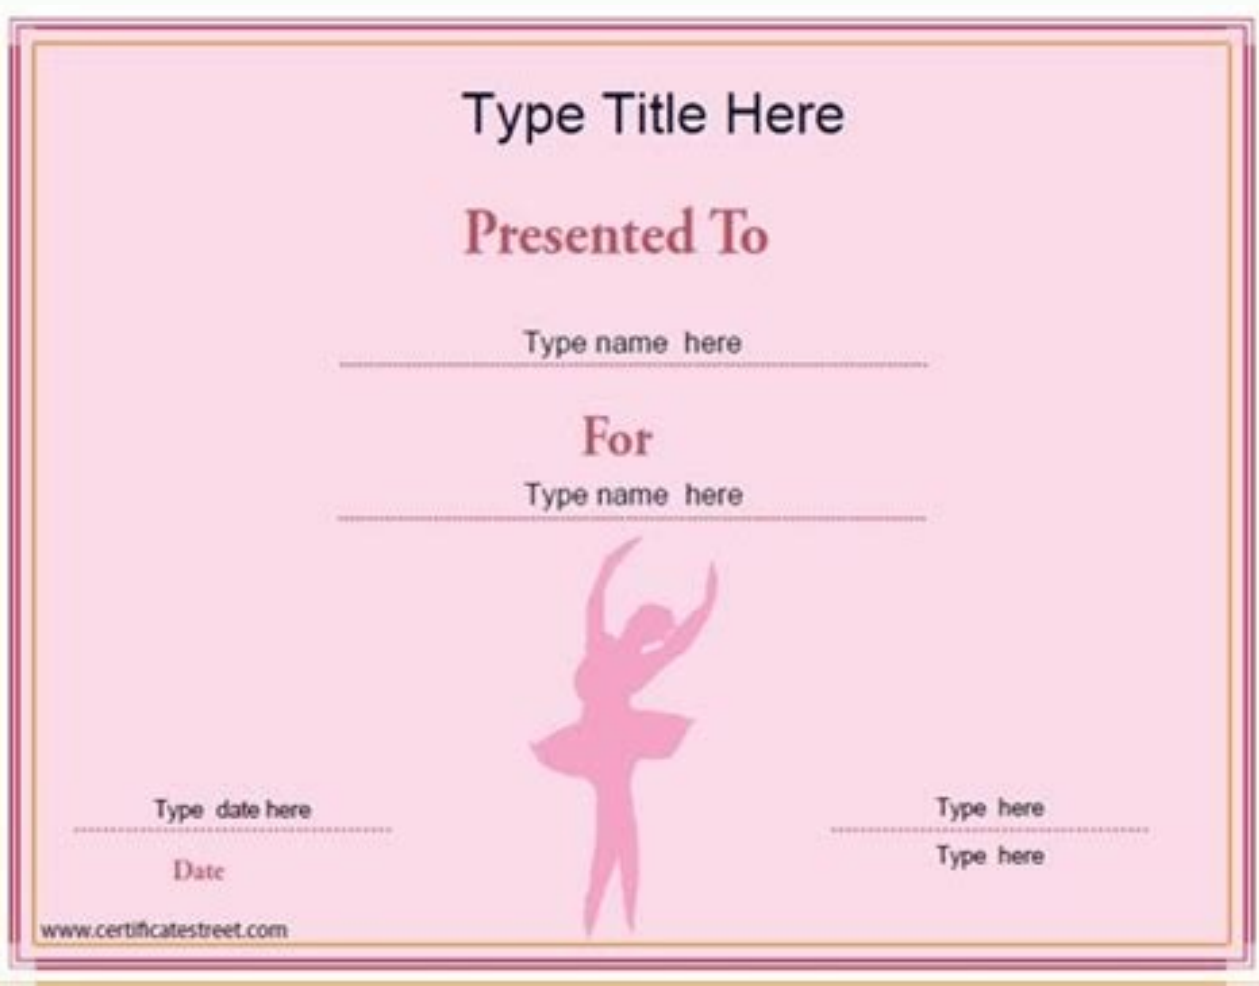 Type Title Here
Presented To
Type name here
For
Type name here
Type date here
Date
Type here
Type here
www.certificatestreet.com